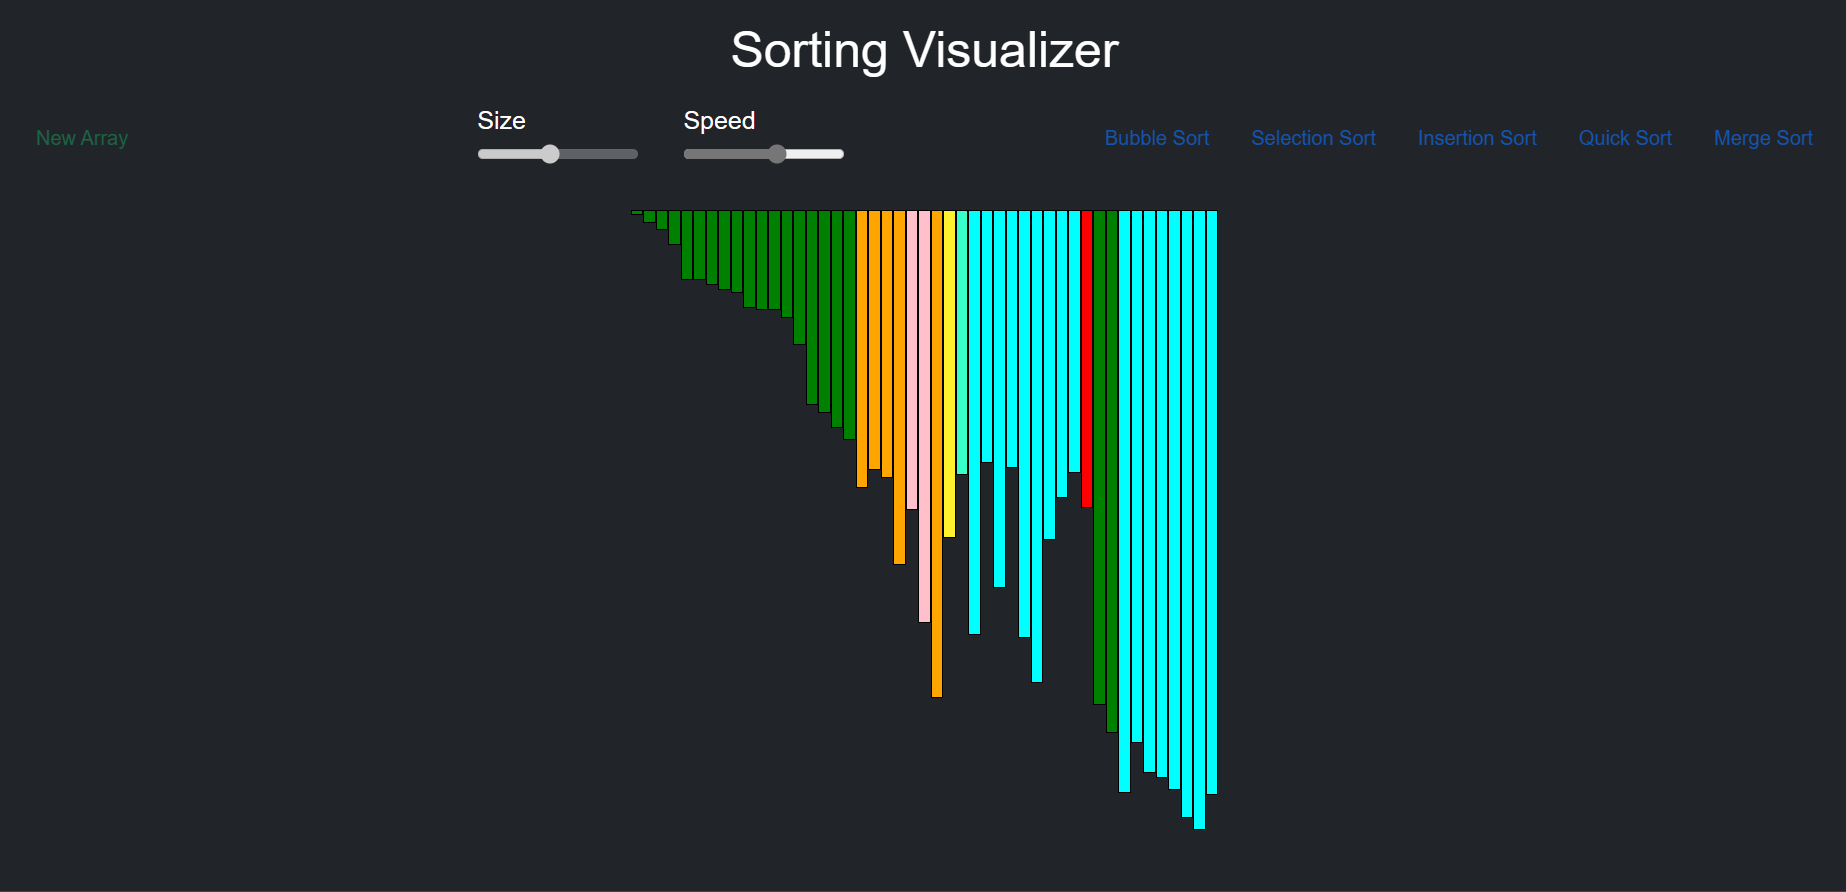 Sorting Visualizer
New Array
Size
Speed
Bubble Sort
Selection Sort
Insertion Sort
Quick Sort
Merge Sort